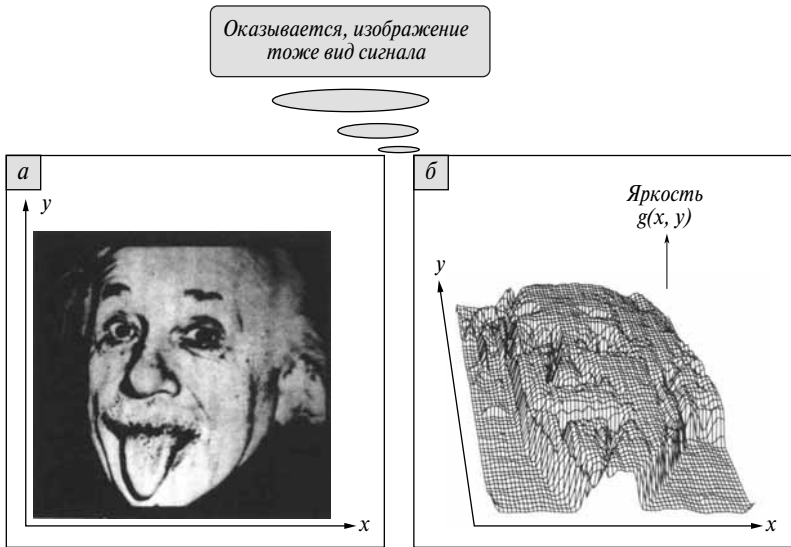 Оказывается, изображение
тоже вид сигнала
а
y
x
б
Яркость
g(x, y)
y
x